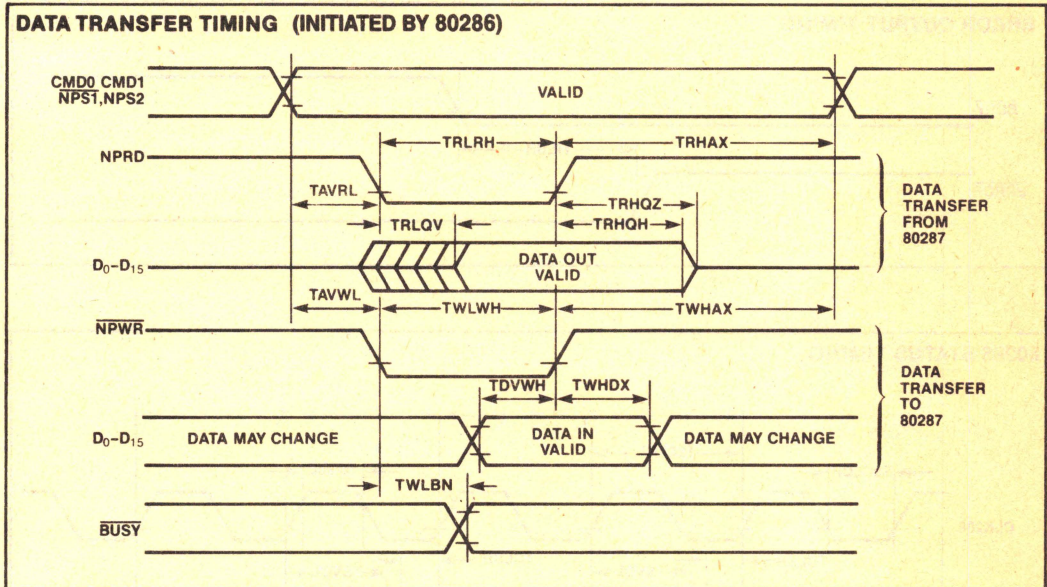 DATA TRANSFER TIMING (INITIATED BY 80286)
CMD0 CMD1
NPS1,NPS2
VALID
TRLRH
TRHAX
NPRD
TAVRL
TRHQZ
TRLQV
TRHQH
DATA
TRANSFER
FROM
80287
D0-D15
DATA OUT
VALID
TAVWL
TWLWH
TWHAX
NPWR
TDVWH
TWHDX
DATA
TRANSFER
TO
80287
D0-D15
DATA MAY CHANGE
DATA IN
VALID
DATA MAY CHANGE
TWLBN
BUSY